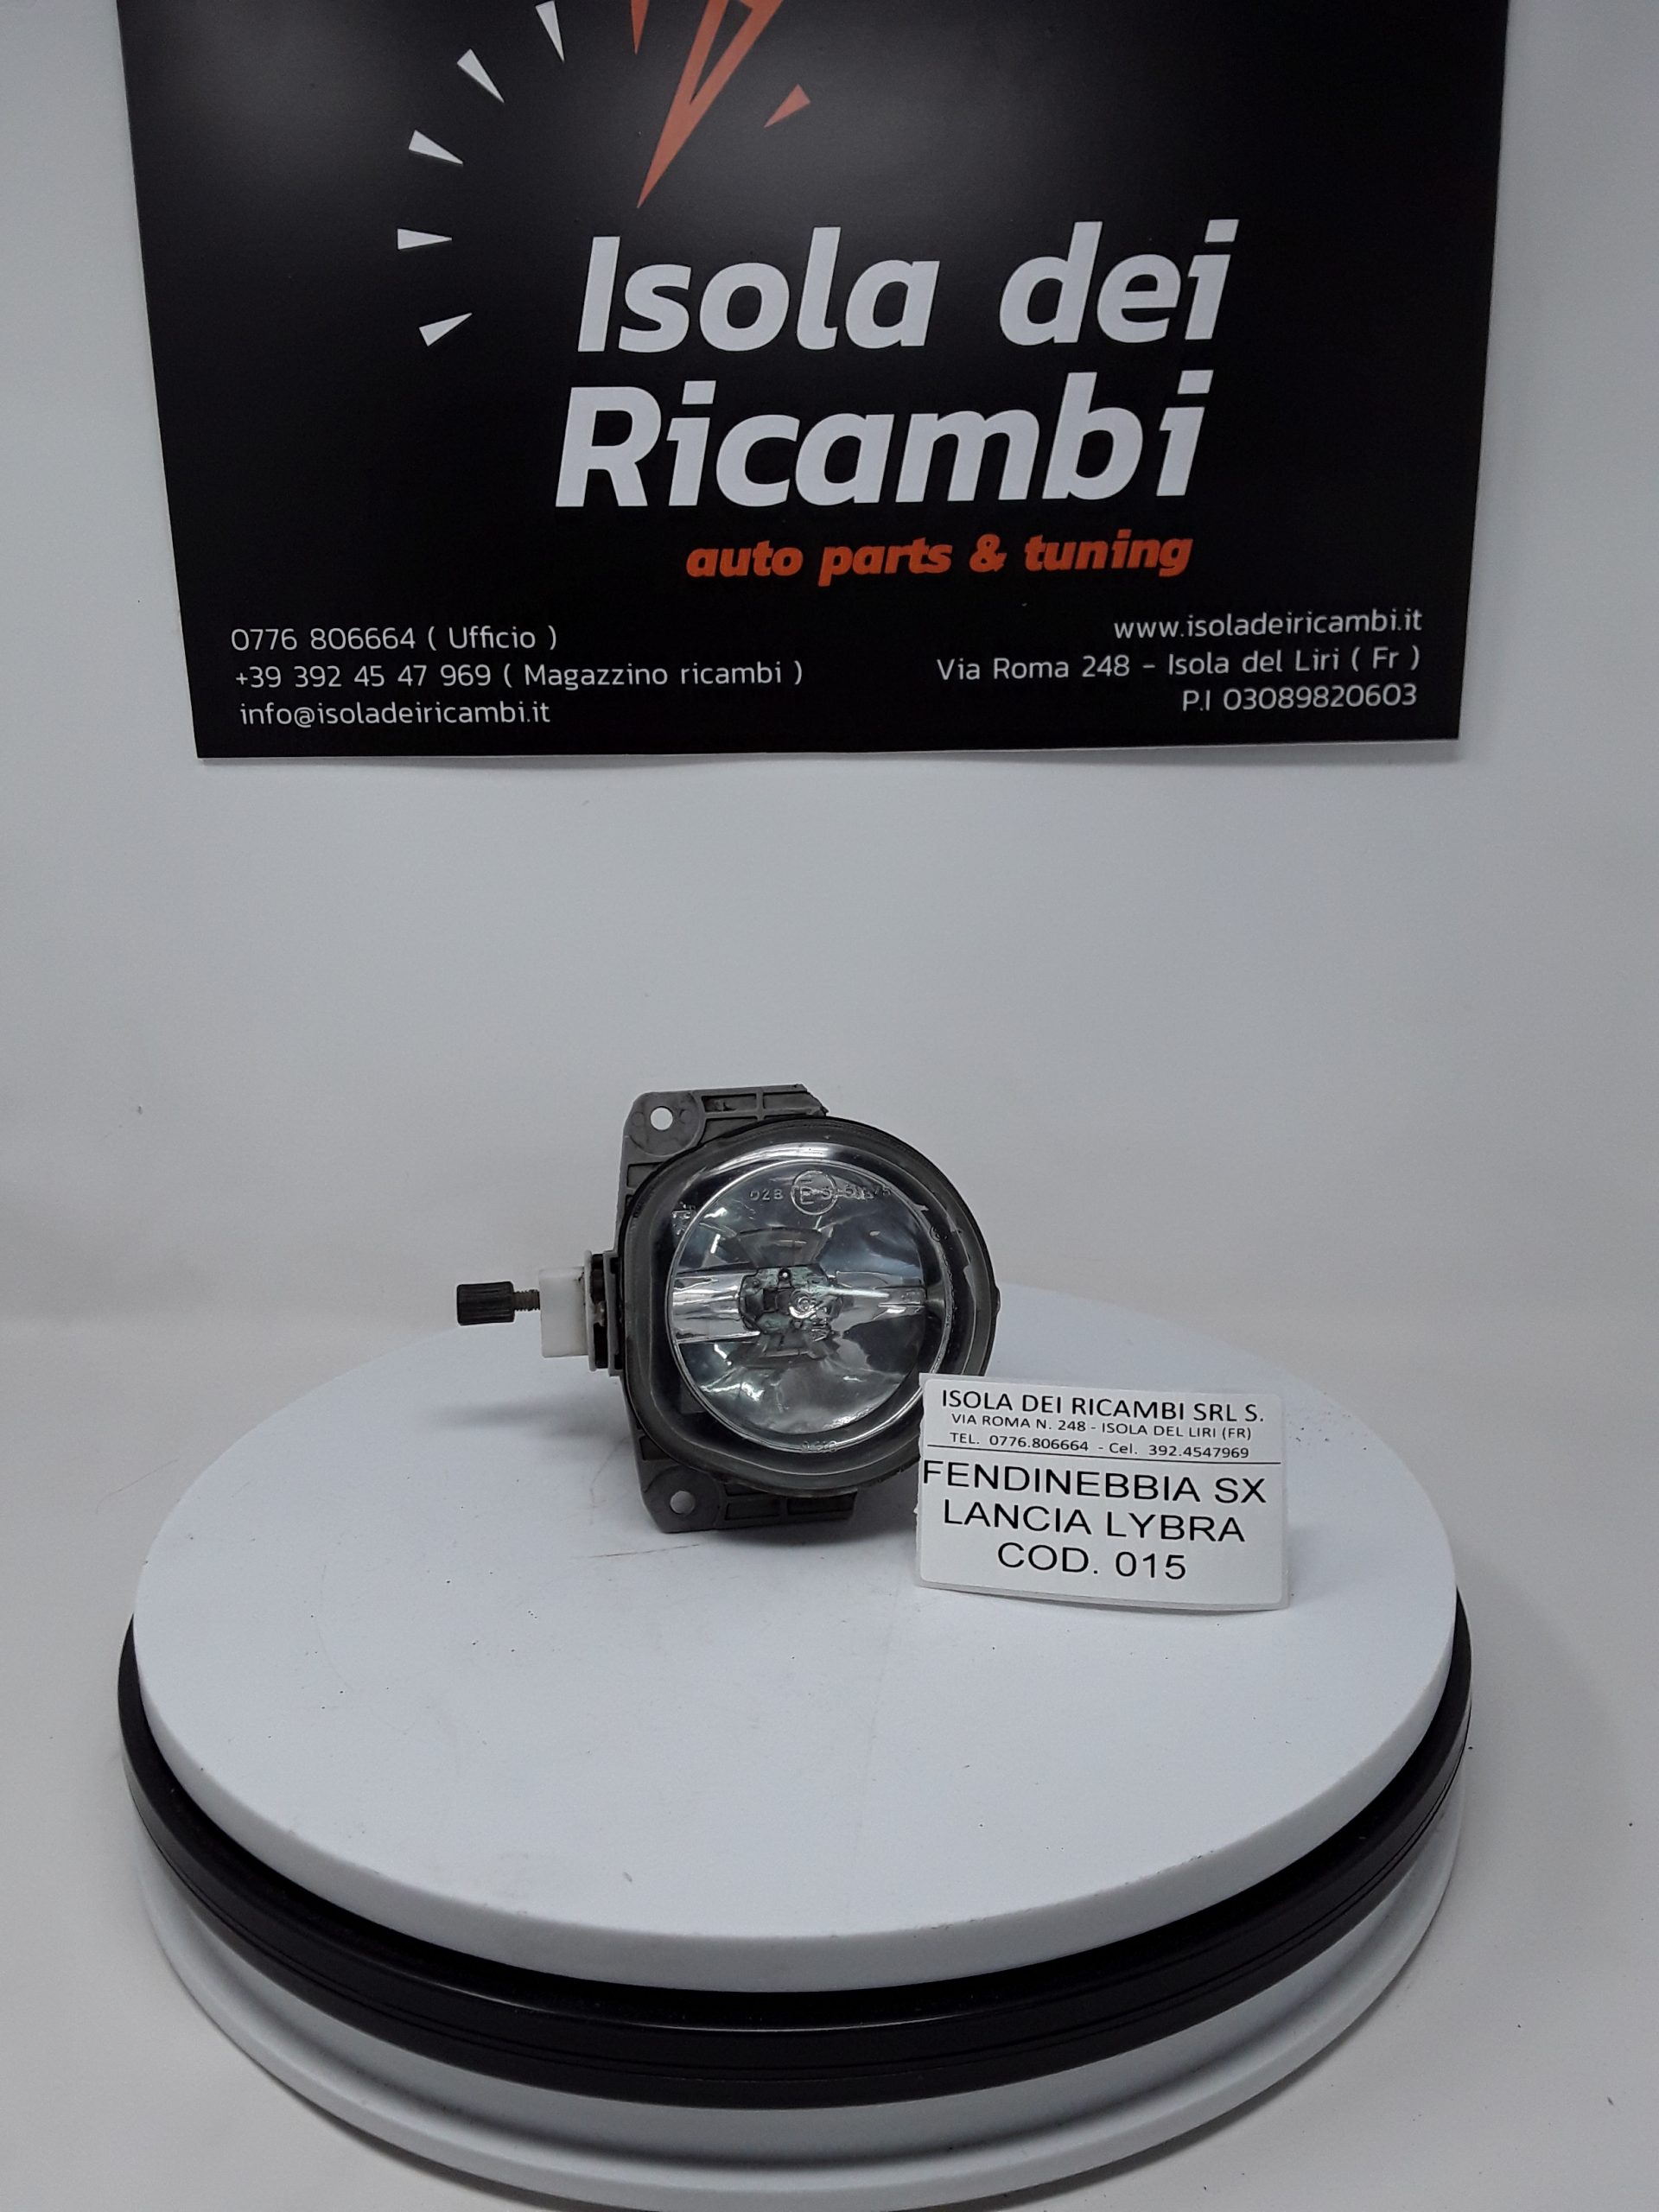 Isola dei
Ricambi
auto parts & tuning
0776 806664 ( Ufficio )
+39 392 45 47 969 ( Magazzino ricambi )
info@isoladeiricambi.it
www.isoladeiricambi.it
Via Roma 248 - Isola del Liri ( Fr )
P.I 03089820603
02B E3
ISOLA DEI RICAMBI SRL S.
VIA ROMA N. 248 - ISOLA DEL LIRI (FR)
TEL. 0776.806664 - Cel. 392.4547969
FENDINEBBIA SX
LANCIA LYBRA
COD. 015